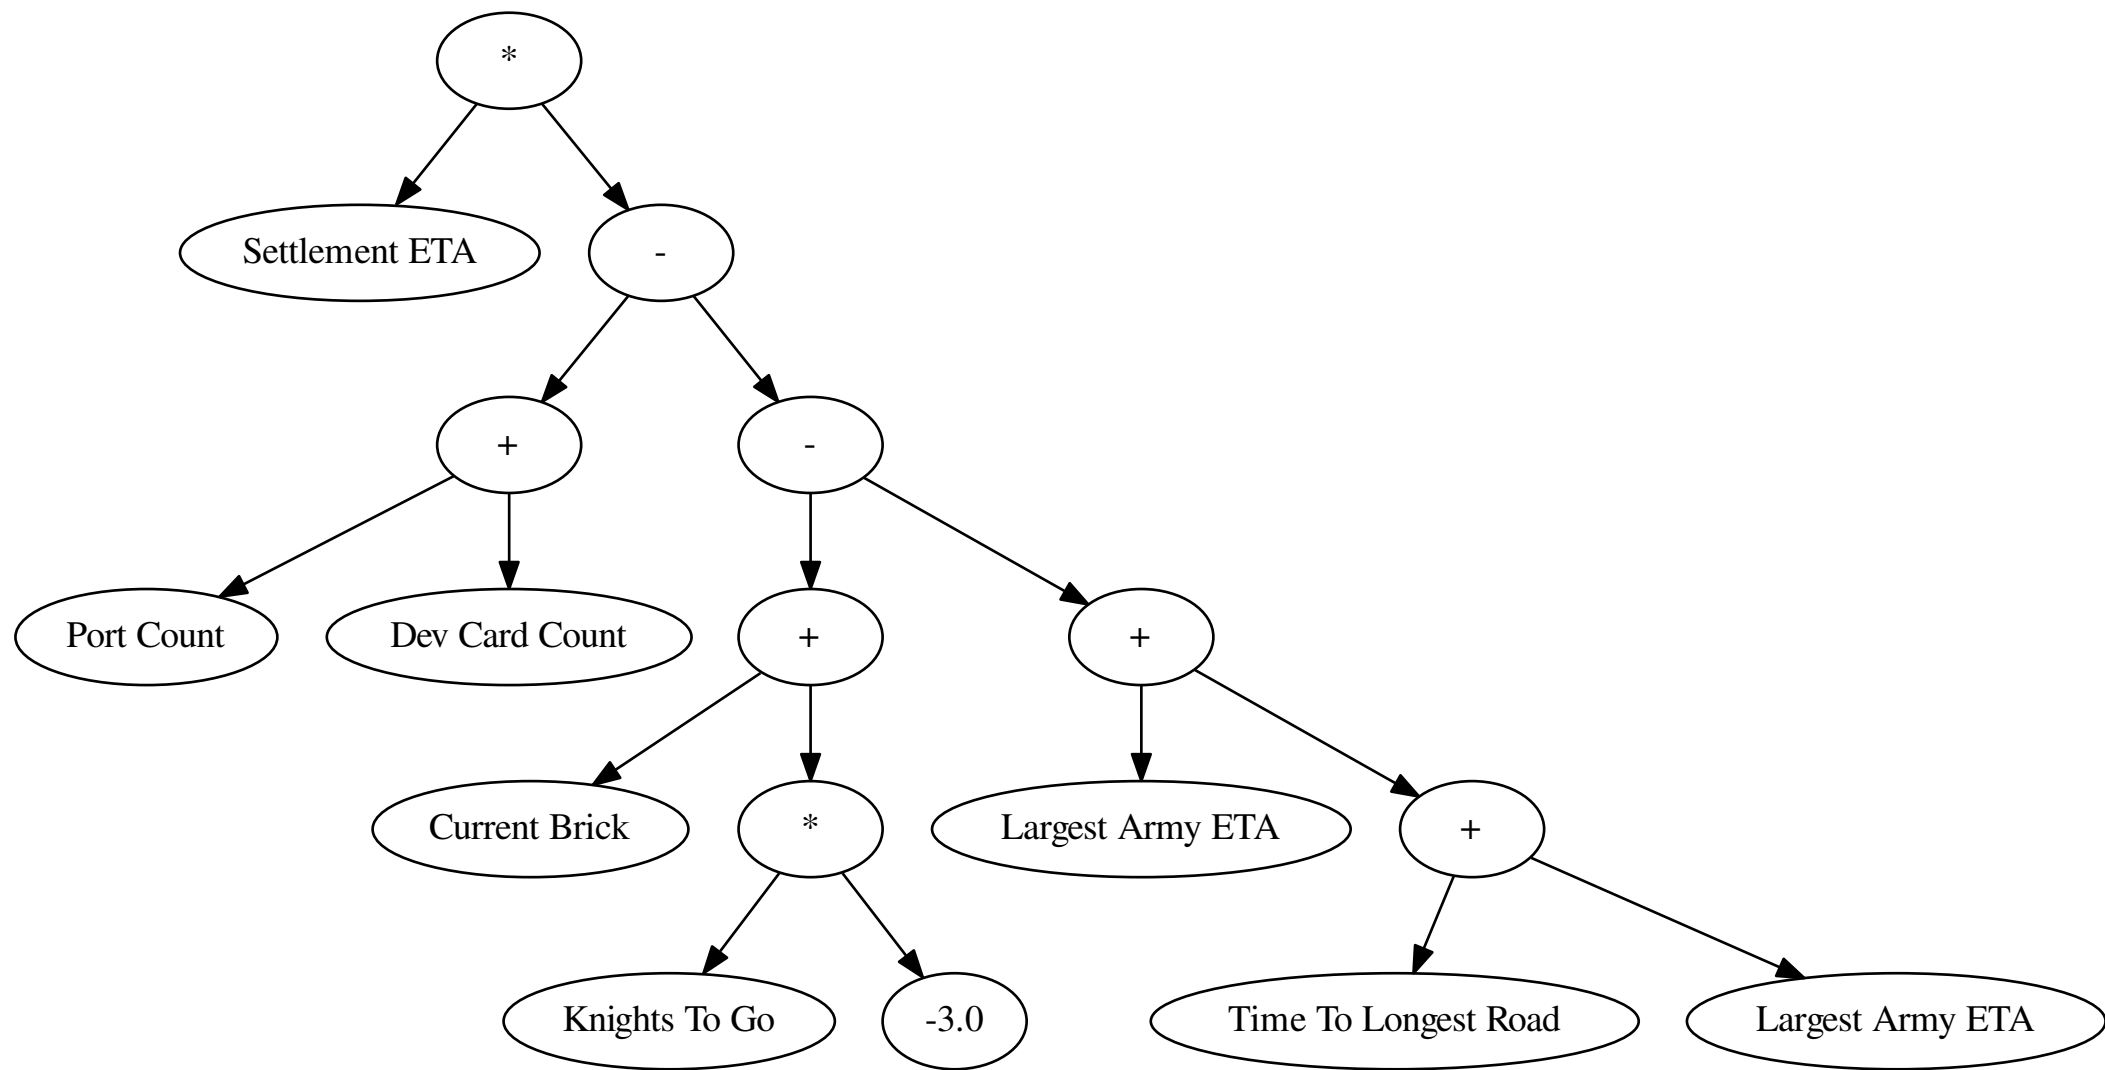 *
Settlement ETA
-
+
-
Port Count
Dev Card Count
+
+
Current Brick
*
Largest Army ETA
+
Knights To Go
-3.0
Time To Longest Road
Largest Army ETA